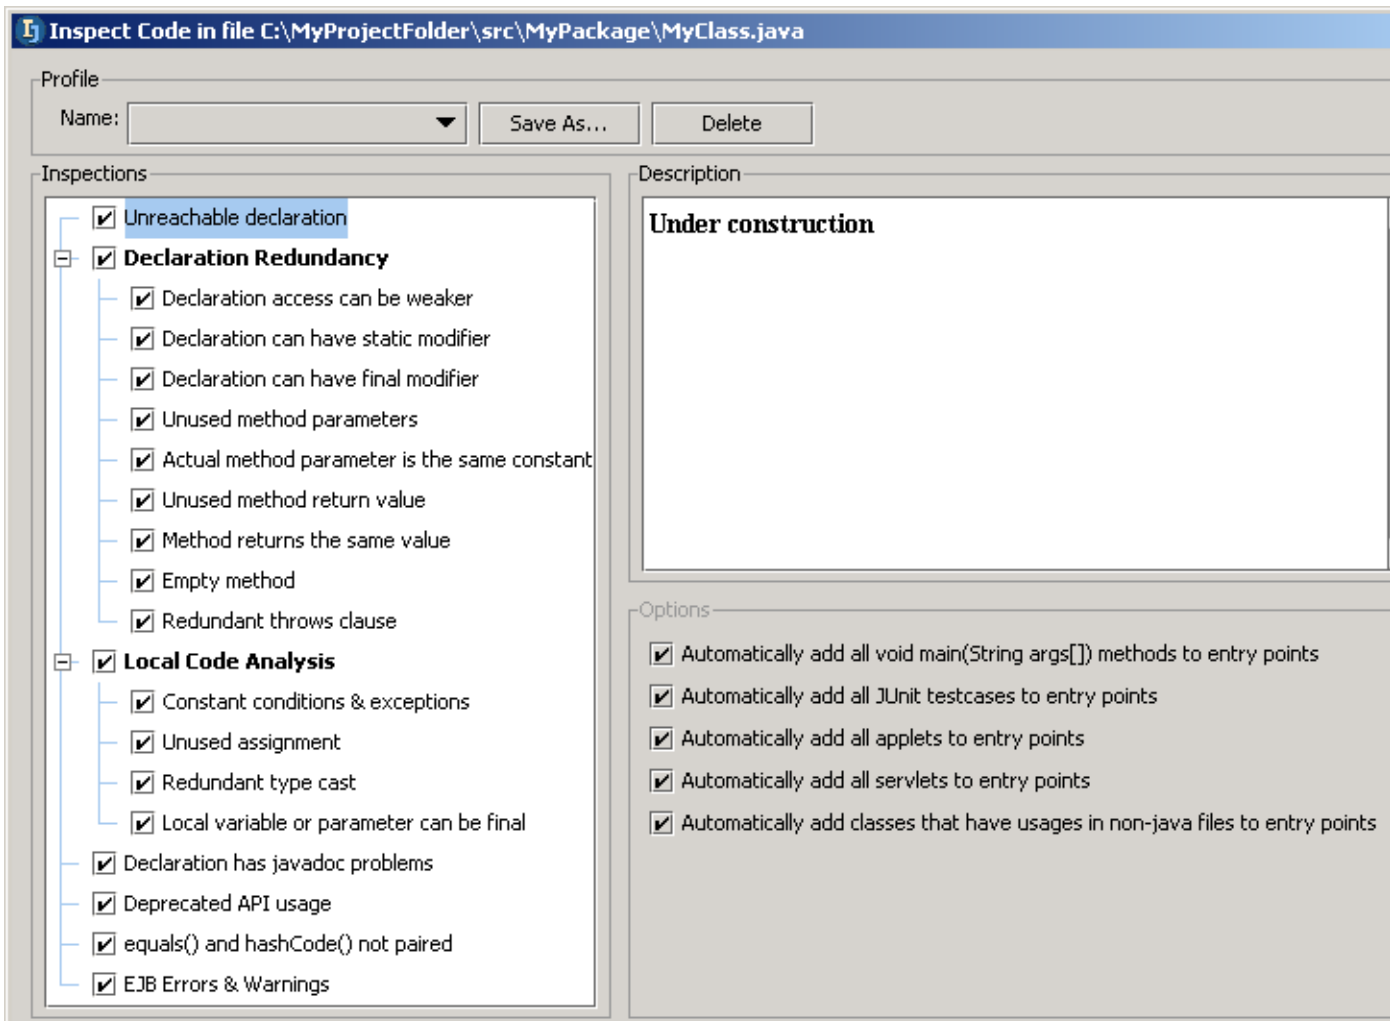 IJ Inspect Code in file C:\MyProjectFolder\src\MyPackage\MyClass.java
Profile
Name: Save As... Delete
Inspections
Unreachable declaration
Declaration Redundancy
Declaration access can be weaker
Declaration can have static modifier
Declaration can have final modifier
Unused method parameters
Actual method parameter is the same constant
Unused method return value
Method returns the same value
Empty method
Redundant throws clause
Local Code Analysis
Constant conditions & exceptions
Unused assignment
Redundant type cast
Local variable or parameter can be final
Declaration has javadoc problems
Deprecated API usage
equals() and hashCode() not paired
EJB Errors & Warnings
Description
Under construction
Options
Automatically add all void main(String args[]) methods to entry points
Automatically add all JUnit testcases to entry points
Automatically add all applets to entry points
Automatically add all servlets to entry points
Automatically add classes that have usages in non-java files to entry points